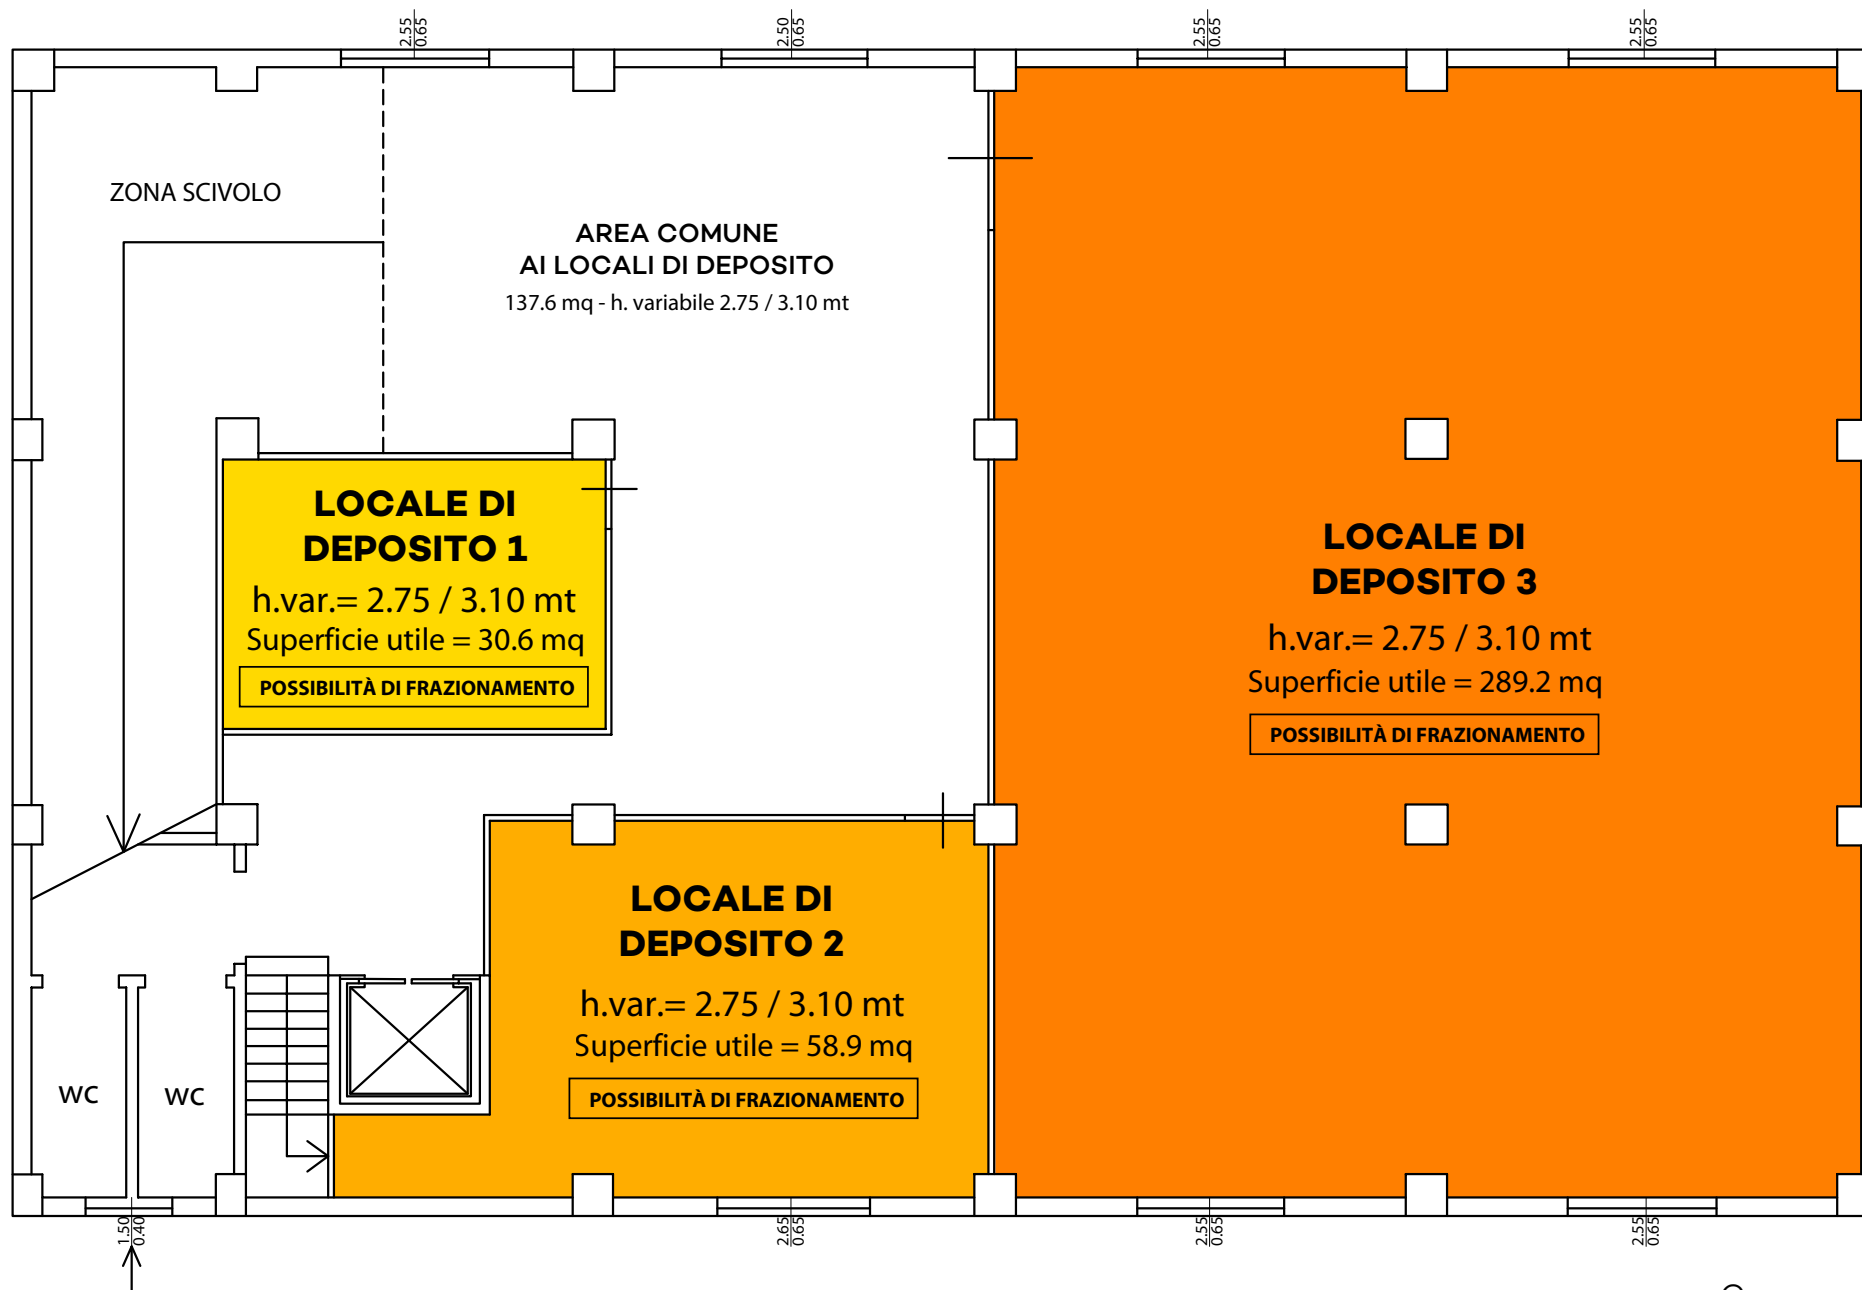 2.55
0.65
2.50
0.65
2.55
0.65
2.55
0.65
ZONA SCIVOLO
AREA COMUNE
AI LOCALI DI DEPOSITO
137.6 mq - h. variabile 2.75 / 3.10 mt
LOCALE DI
DEPOSITO 1
h.var.= 2.75 / 3.10 mt
Superficie utile = 30.6 mq
POSSIBILITÀ DI FRAZIONAMENTO
LOCALE DI
DEPOSITO 3
h.var.= 2.75 / 3.10 mt
Superficie utile = 289.2 mq
POSSIBILITÀ DI FRAZIONAMENTO
LOCALE DI
DEPOSITO 2
h.var.= 2.75 / 3.10 mt
Superficie utile = 58.9 mq
POSSIBILITÀ DI FRAZIONAMENTO
WC
WC
1.50
0.40
2.65
0.65
2.55
0.65
2.55
0.65